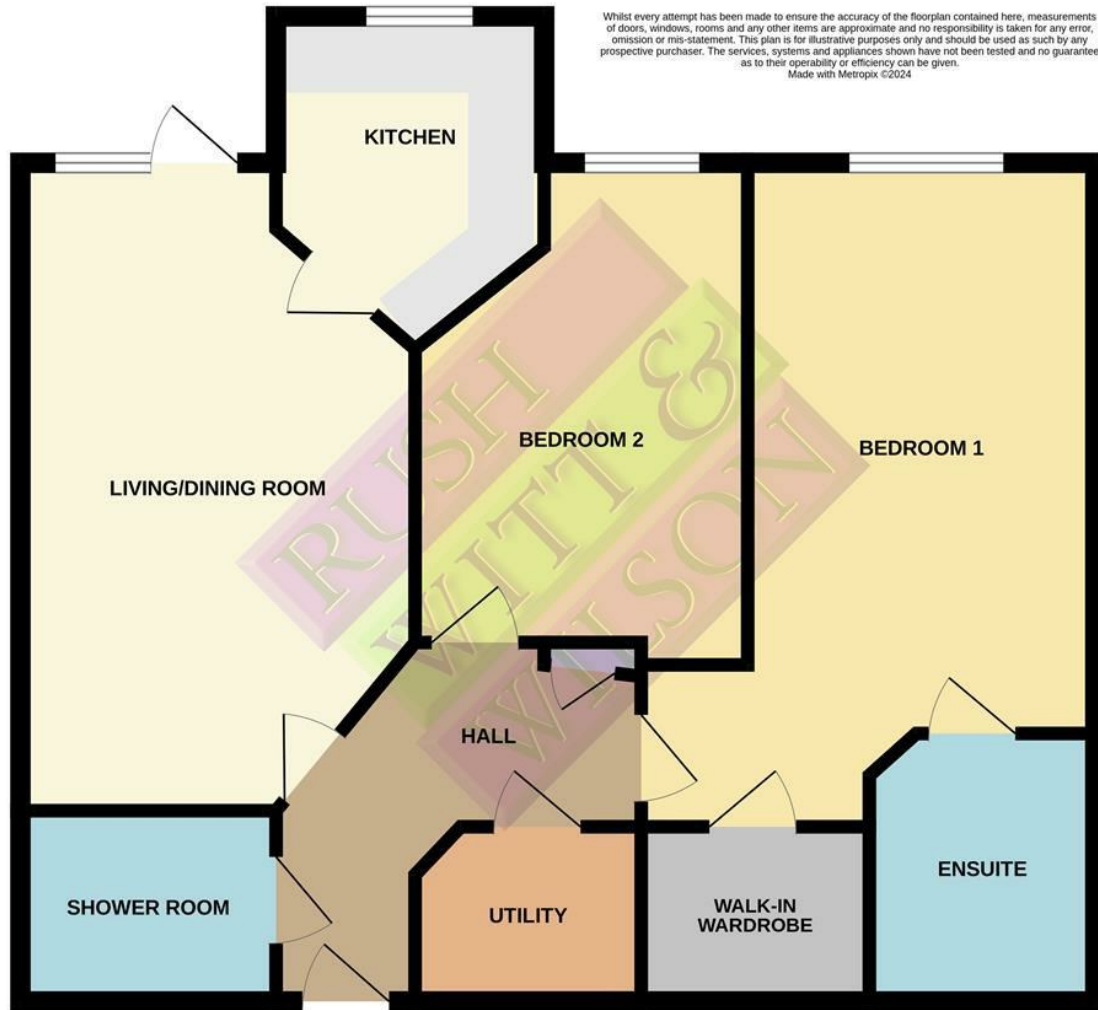 Whilst every attempt has been made to ensure the accuracy of the floorplan contained here, measurements
of doors, windows, rooms and any other items are approximate and no responsibility is taken for any error,
omission or mis-statement. This plan is for illustrative purposes only and should be used as such by any
prospective purchaser. The services, systems and appliances shown have not been tested and no guarantee
as to their operability or efficiency can be given.
Made with Metropix ©2024
KITCHEN
LIVING/DINING ROOM
BEDROOM 2
BEDROOM 1
RUSH
WITT &
WILSON
HALL
SHOWER ROOM
UTILITY
WALK-IN
WARDROBE
ENSUITE